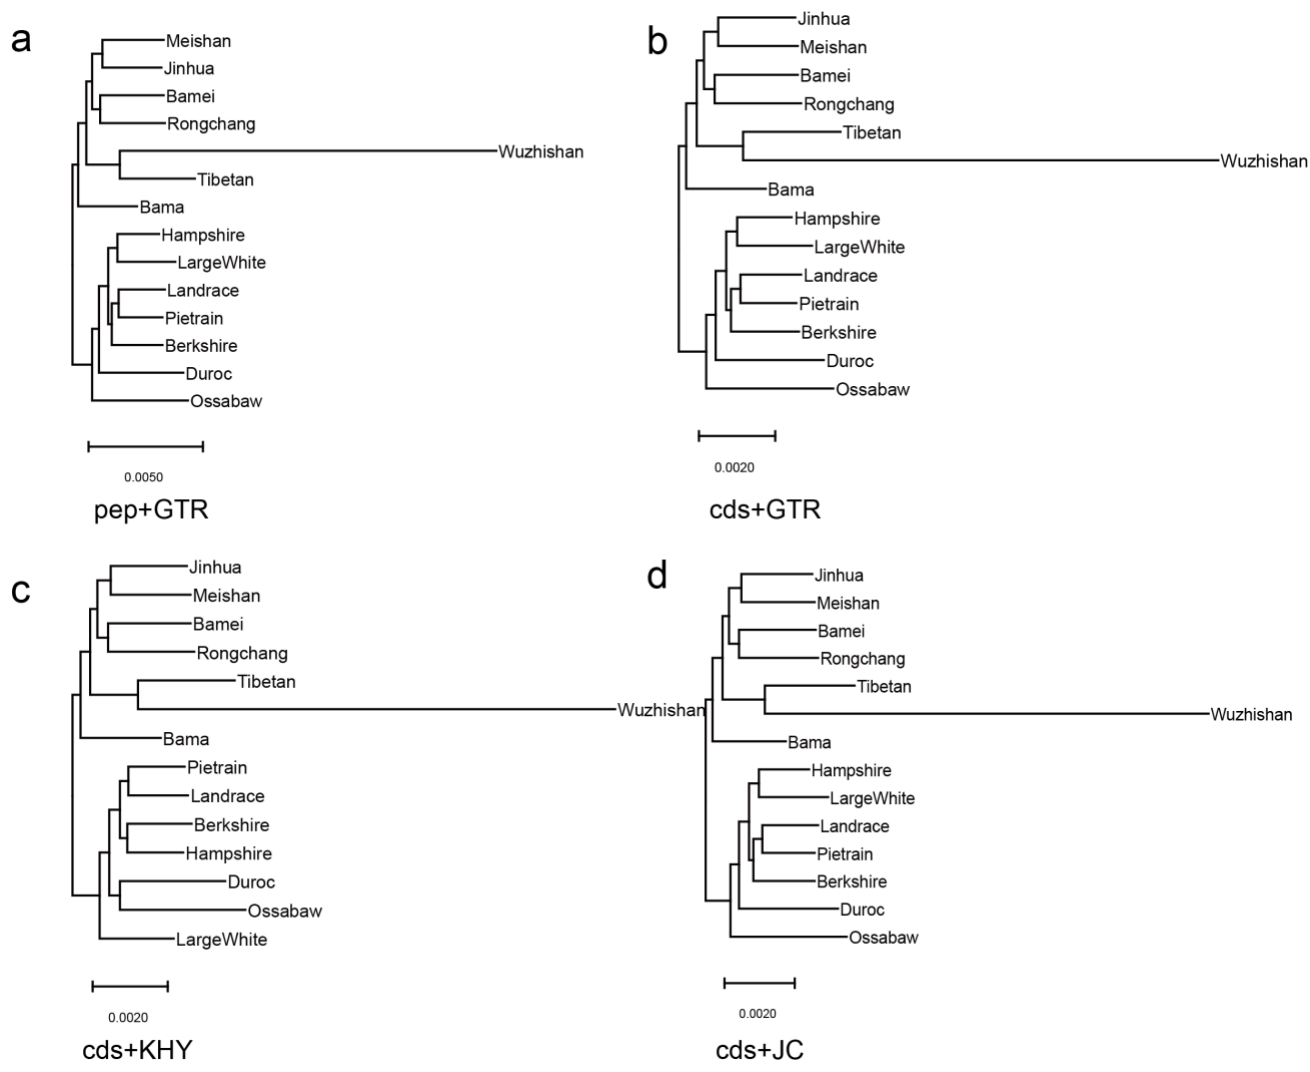 a
Meishan
Jinhua
Bamei
Rongchang
Wuzhishan
Tibetan
Bama
Hampshire
LargeWhite
Landrace
Pietrain
Berkshire
Duroc
Ossabaw
0.0050
pep+GTR
b
Jinhua
Meishan
Bamei
Rongchang
Tibetan
Wuzhishan
Bama
Hampshire
LargeWhite
Landrace
Pietrain
Berkshire
Duroc
Ossabaw
0.0020
cds+GTR
c
Jinhua
Meishan
Bamei
Rongchang
Tibetan
Wuzhishan
Bama
Pietrain
Landrace
Berkshire
Hampshire
Duroc
Ossabaw
LargeWhite
0.0020
cds+KHY
d
Jinhua
Meishan
Bamei
Rongchang
Tibetan
Wuzhishan
Bama
Hampshire
LargeWhite
Landrace
Pietrain
Berkshire
Duroc
Ossabaw
0.0020
cds+JC